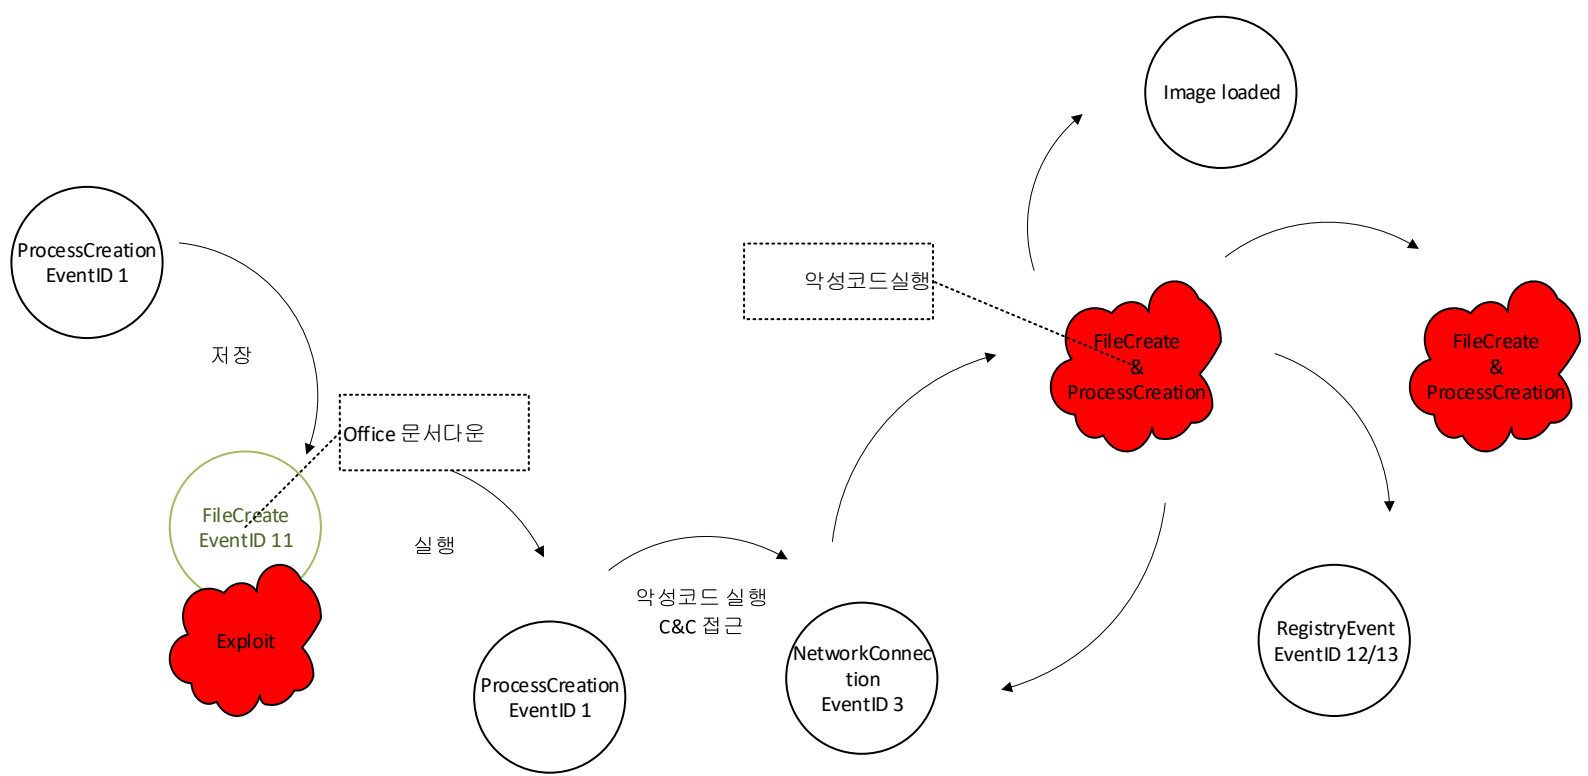 Image loaded
ProcessCreation
EventID 1
저장
악성코드실행
Office 문서다운
FileCreate
&
ProcessCreation
FileCreate
&
ProcessCreation
FileCreate
EventID 11
실행
Exploit
악성코드 실행
C&C 접근
ProcessCreation
EventID 1
NetworkConnec
tion
EventID 3
RegistryEvent
EventID 12/13